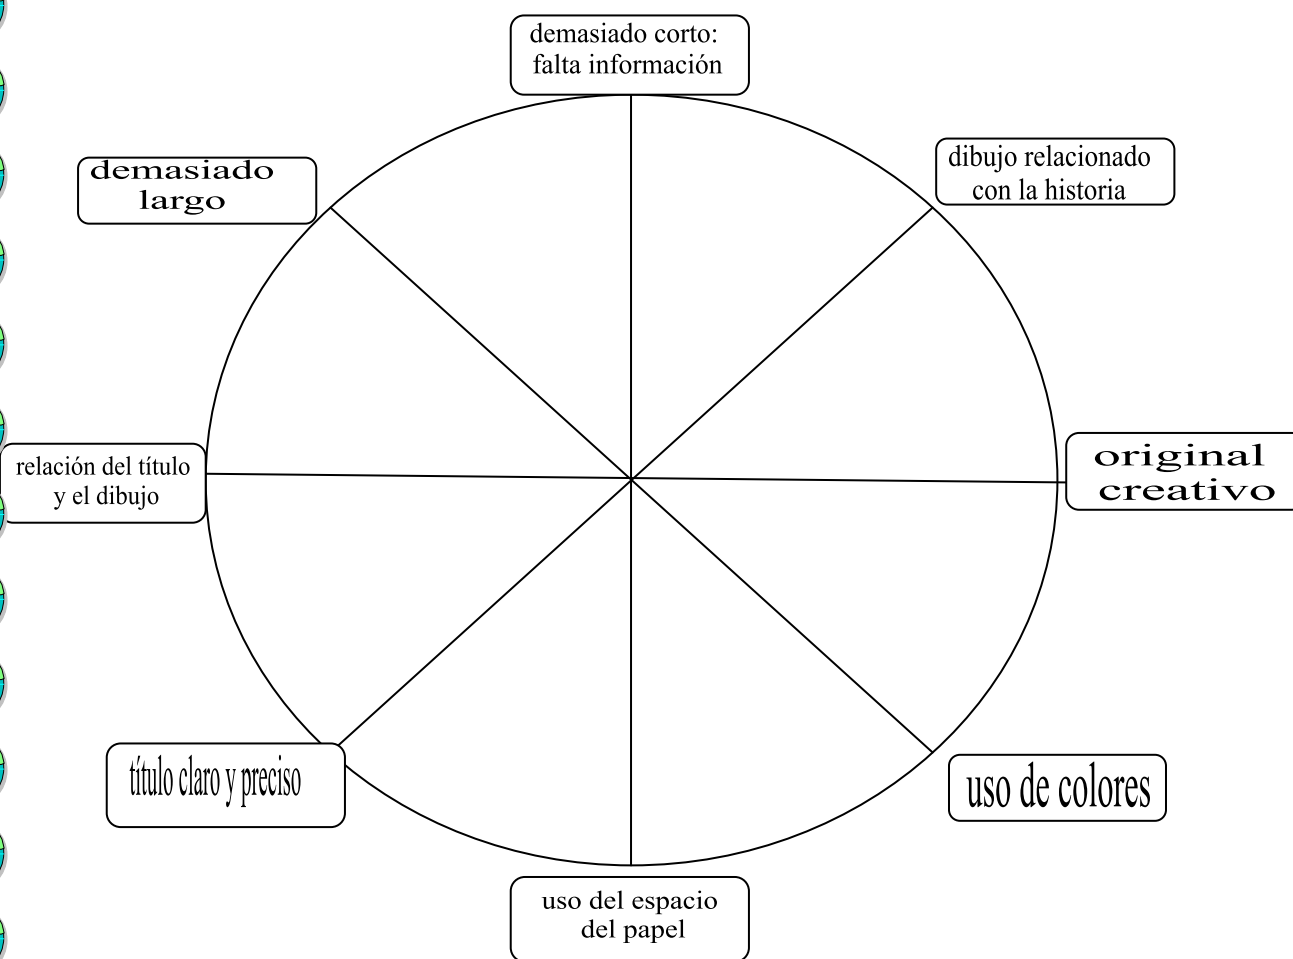 demasiado corto:
falta información
dibujo relacionado
con la historia
demasiado
largo
original
creativo
relación del título
y el dibujo
título claro y preciso
uso de colores
uso del espacio
del papel